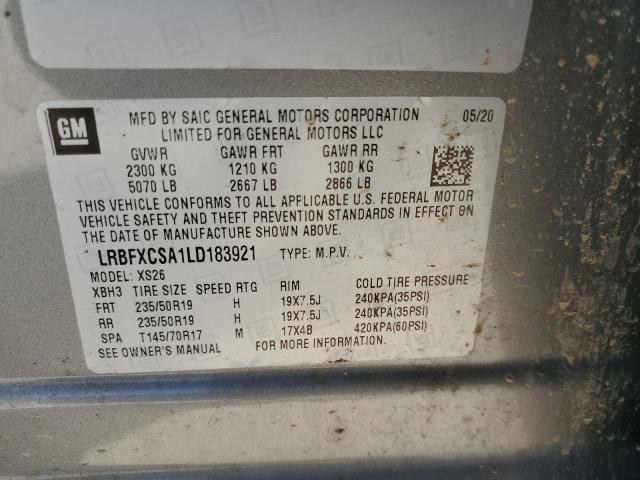 GM
MFD BY SAIC GENERAL MOTORS CORPORATION 05/20
LIMITED FOR GENERAL MOTORS LLC
GVWR GAWR FRT GAWR RR
2300 KG 1210 KG 1300 KG
5070 LB 2667 LB 2866 LB
THIS VEHICLE CONFORMS TO ALL APPLICABLE U.S. FEDERAL MOTOR
VEHICLE SAFETY AND THEFT PREVENTION STANDARDS IN EFFECT ON
THE DATE OF MANUFACTURE SHOWN ABOVE.
LRBFXCSA1LD183921 TYPE: M.P.V.
MODEL: XS26
XBH3 TIRE SIZE SPEED RTG RIM COLD TIRE PRESSURE
FRT 235/50R19 H 19X7.5J 240KPA(35PSI)
RR 235/50R19 H 19X7.5J 240KPA(35PSI)
SPA T145/70R17 M 17X4B 420KPA(60PSI)
SEE OWNER'S MANUAL FOR MORE INFORMATION.